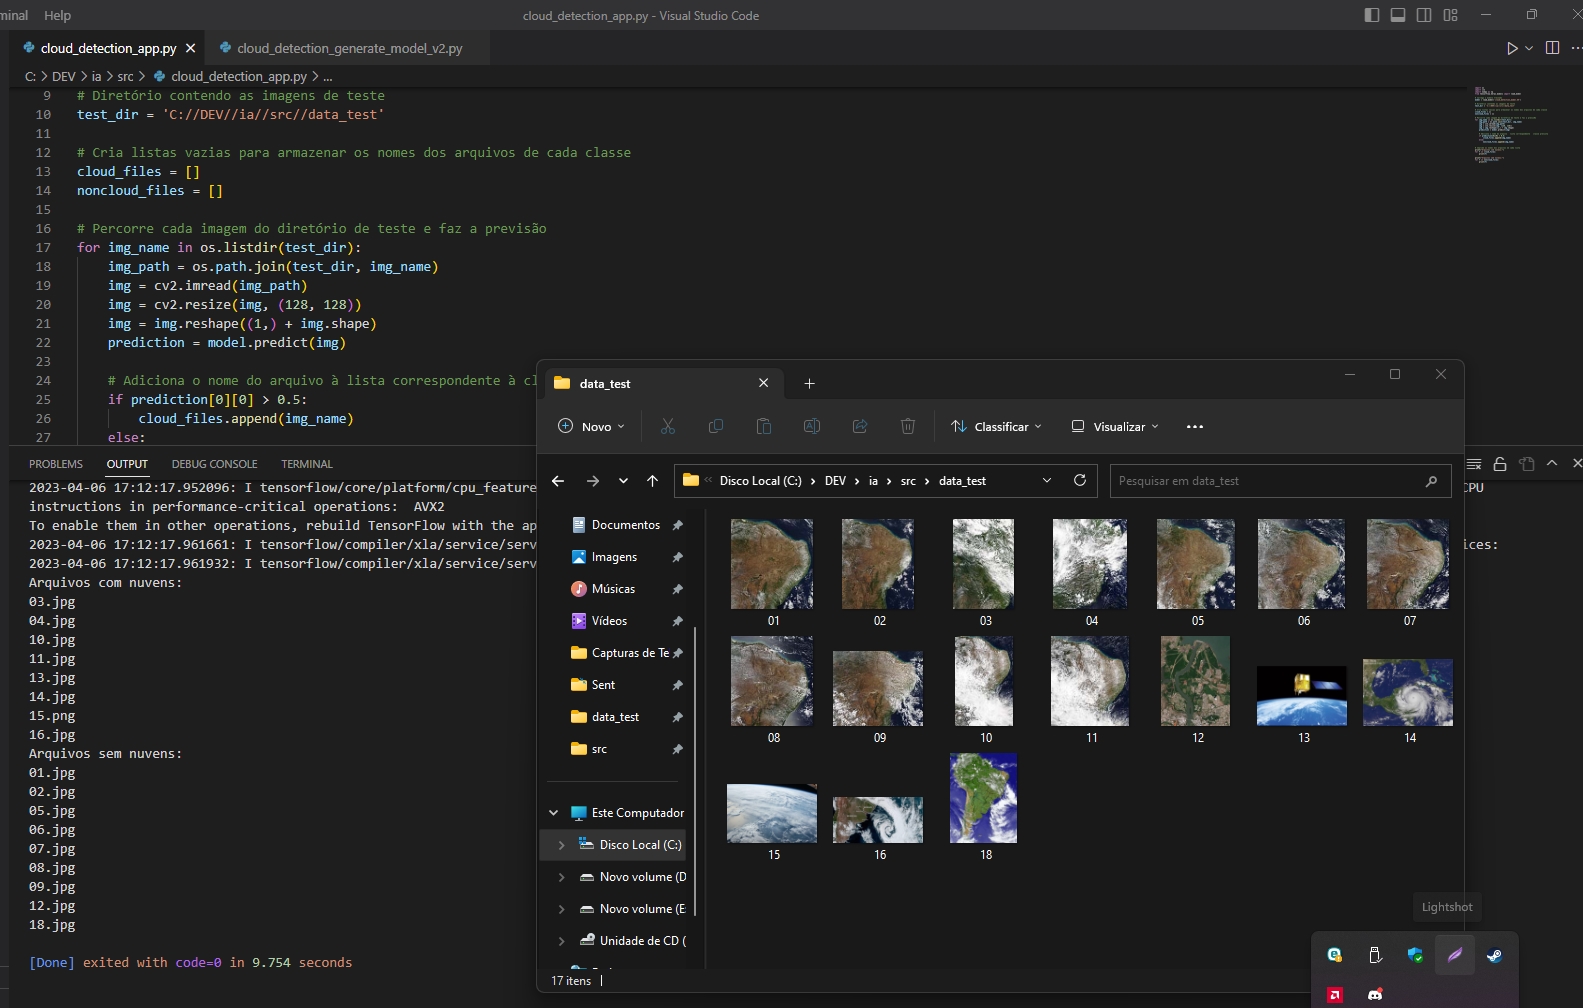 minal Help
cloud_detection_app.py - Visual Studio Code
cloud_detection_app.py
cloud_detection_generate_model_v2.py
C: > DEV > ia > src > cloud_detection_app.py > ...
9 # Diretório contendo as imagens de teste
10 test_dir = 'C://DEV//ia//src//data_test'
11
12 # Cria listas vazias para armazenar os nomes dos arquivos de cada classe
13 cloud_files = []
14 noncloud_files = []
15
16 # Percorre cada imagem do diretório de teste e faz a previsão
17 for img_name in os.listdir(test_dir):
18 img_path = os.path.join(test_dir, img_name)
19 img = cv2.imread(img_path)
20 img = cv2.resize(img, (128, 128))
21 img = img.reshape((1,) + img.shape)
22 prediction = model.predict(img)
23
24 # Adiciona o nome do arquivo à lista correspondente à cl
25 if prediction[0][0] > 0.5:
26 cloud_files.append(img_name)
27 else:
PROBLEMS OUTPUT DEBUG CONSOLE TERMINAL
2023-04-06 17:12:17.952096: I tensorflow/core/platform/cpu_feature
CPU
instructions in performance-critical operations:  AVX2
To enable them in other operations, rebuild TensorFlow with the ap
2023-04-06 17:12:17.961661: I tensorflow/compiler/xla/service/serv
ices:
2023-04-06 17:12:17.961932: I tensorflow/compiler/xla/service/serv
Arquivos com nuvens:
03.jpg
04.jpg
10.jpg
11.jpg
13.jpg
14.jpg
15.png
16.jpg
Arquivos sem nuvens:
01.jpg
02.jpg
05.jpg
06.jpg
07.jpg
08.jpg
09.jpg
12.jpg
18.jpg
[Done] exited with code=0 in 9.754 seconds
data_test
Novo
Classificar
Visualizar
Disco Local (C:) > DEV > ia > src > data_test
Pesquisar em data_test
Documentos
Imagens
Músicas
Vídeos
Capturas de Te
Sent
data_test
src
Este Computador
Disco Local (C:)
Novo volume (D
Novo volume (E
Unidade de CD (
01 02 03 04 05 06 07
08 09 10 11 12 13 14
15 16 18
17 itens
Lightshot